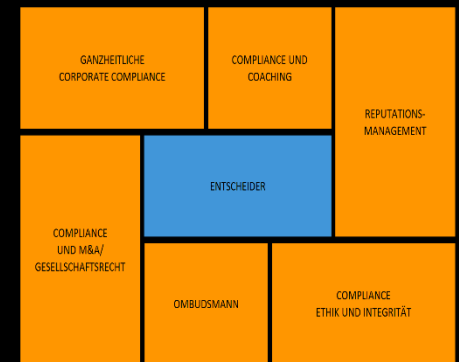 GANZHEITLICHE
CORPORATE COMPLIANCE
COMPLIANCE UND
COACHING
REPUTATIONS-
MANAGEMENT
ENTSCHEIDER
COMPLIANCE
UND M&A/
GESELLSCHAFTSRECHT
OMBUDSMANN
COMPLIANCE
ETHIK UND INTEGRITÄT